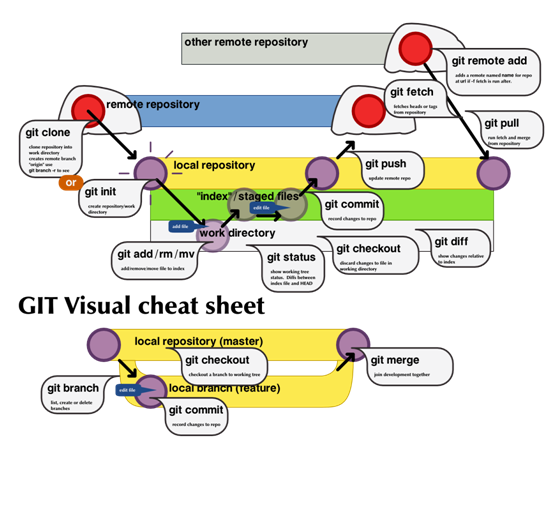 other remote repository
git remote add
adds a remote named name for repo
at url if -f fetch is run after.
git fetch
fetches heads or tags
from repository
remote repository
git pull
run fetch and merge
from repository
git clone
clone repository into
work directory
creates remote branch
"origin" use
git branch -r to see
or
git init
create repository/work
directory
local repository
git push
update remote repo
"index"/staged files
edit file
git commit
record changes to repo
edit file
work directory
git add/rm/mv
add/remove/move file to index
git status
show working tree
status. Diffs between
index file and HEAD
git checkout
discard changes to file in
working directory
git diff
show changes relative
to index
GIT Visual cheat sheet
local repository (master)
git checkout
checkout a branch to working tree
git merge
join development together
git branch
list, create or delete
branches
edit file
local branch (feature)
git commit
record changes to repo